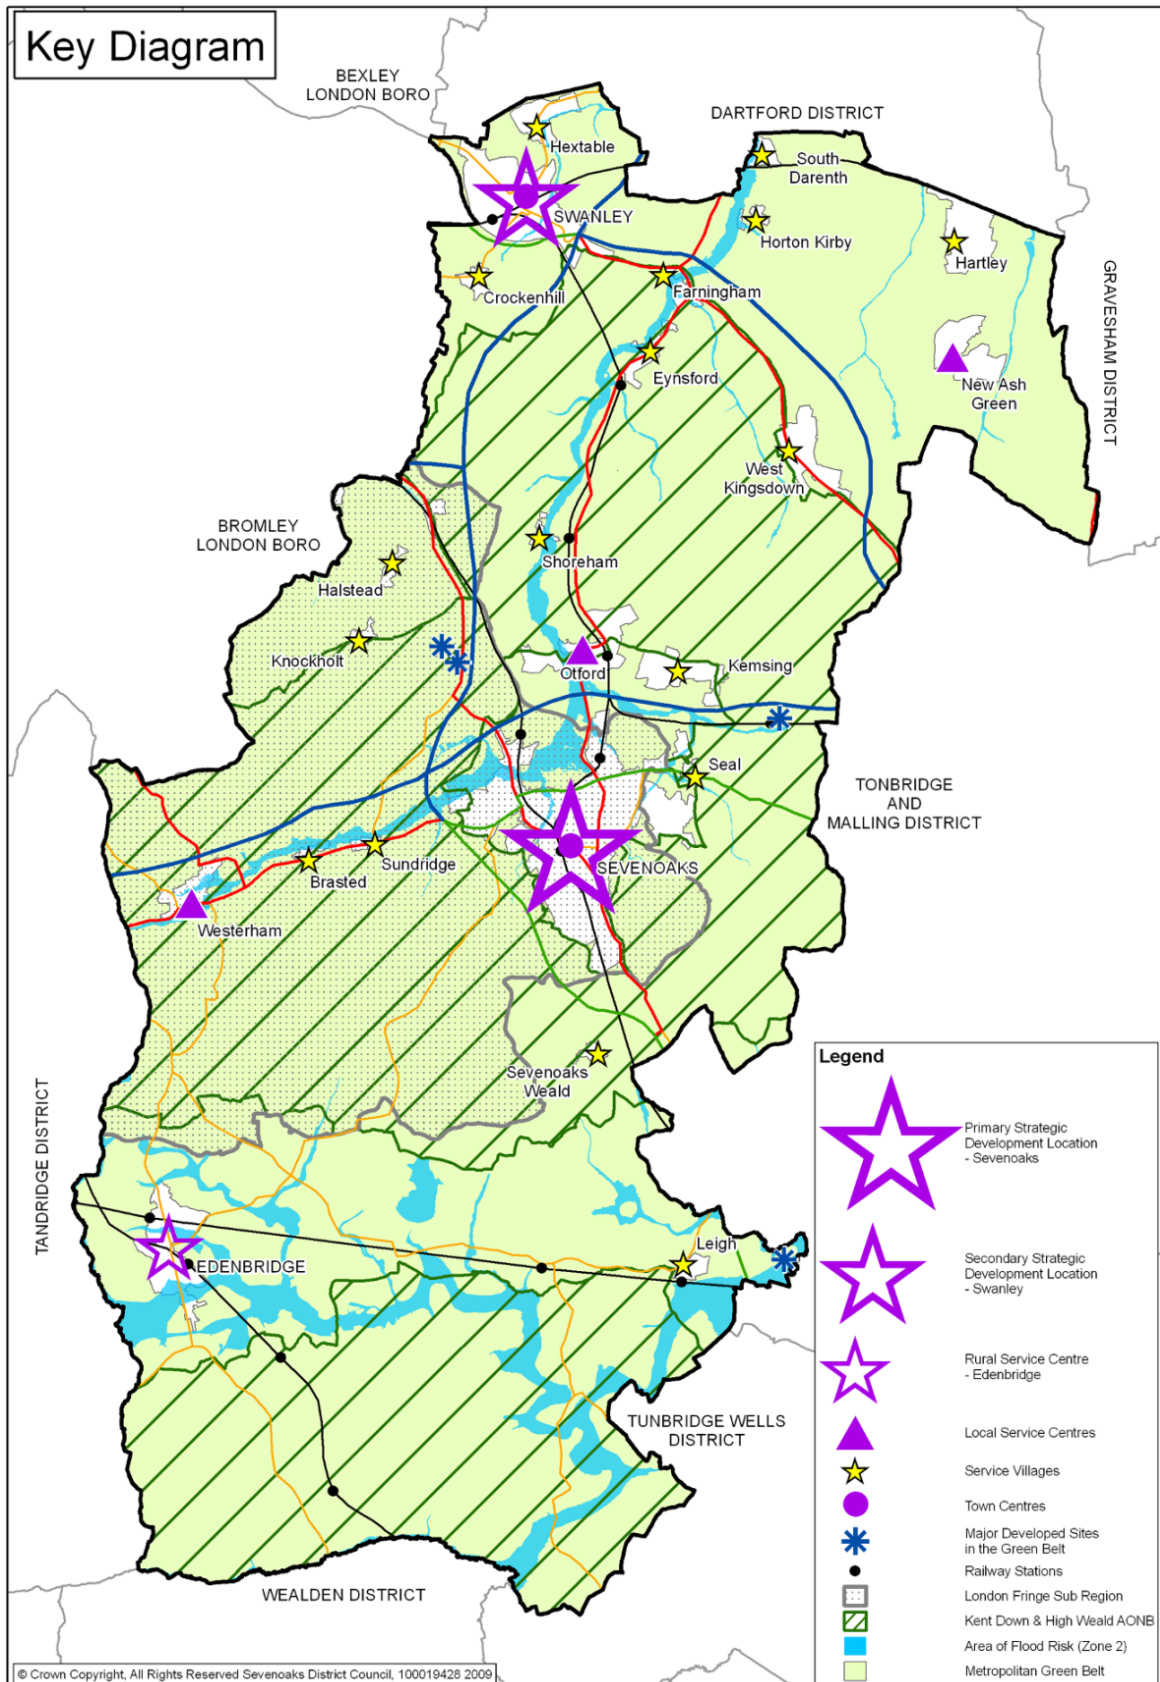 Key Diagram
BEXLEY
LONDON BORO
DARTFORD DISTRICT
Hextable
South
Darenth
SWANLEY
Horton Kirby
Hartley
Crockenhill
Farningham
GRAVESHAM DISTRICT
Eynsford
New Ash
Green
West
Kingsdown
BROMLEY
LONDON BORO
Shoreham
Halstead
Knockholt
Otford
Kemsing
Seal
TONBRIDGE
AND
MALLING DISTRICT
Sundridge
Brasted
SEVENOAKS
Westerham
Sevenoaks
Weald
TANDRIDGE DISTRICT
Leigh
EDENBRIDGE
TUNBRIDGE WELLS
DISTRICT
WEALDEN DISTRICT
Legend
Primary Strategic
Development Location
- Sevenoaks
Secondary Strategic
Development Location
- Swanley
Rural Service Centre
- Edenbridge
Local Service Centres
Service Villages
Town Centres
Major Developed Sites
in the Green Belt
Railway Stations
London Fringe Sub Region
Kent Down & High Weald AONB
Area of Flood Risk (Zone 2)
Metropolitan Green Belt
© Crown Copyright, All Rights Reserved Sevenoaks District Council, 100019428 2009